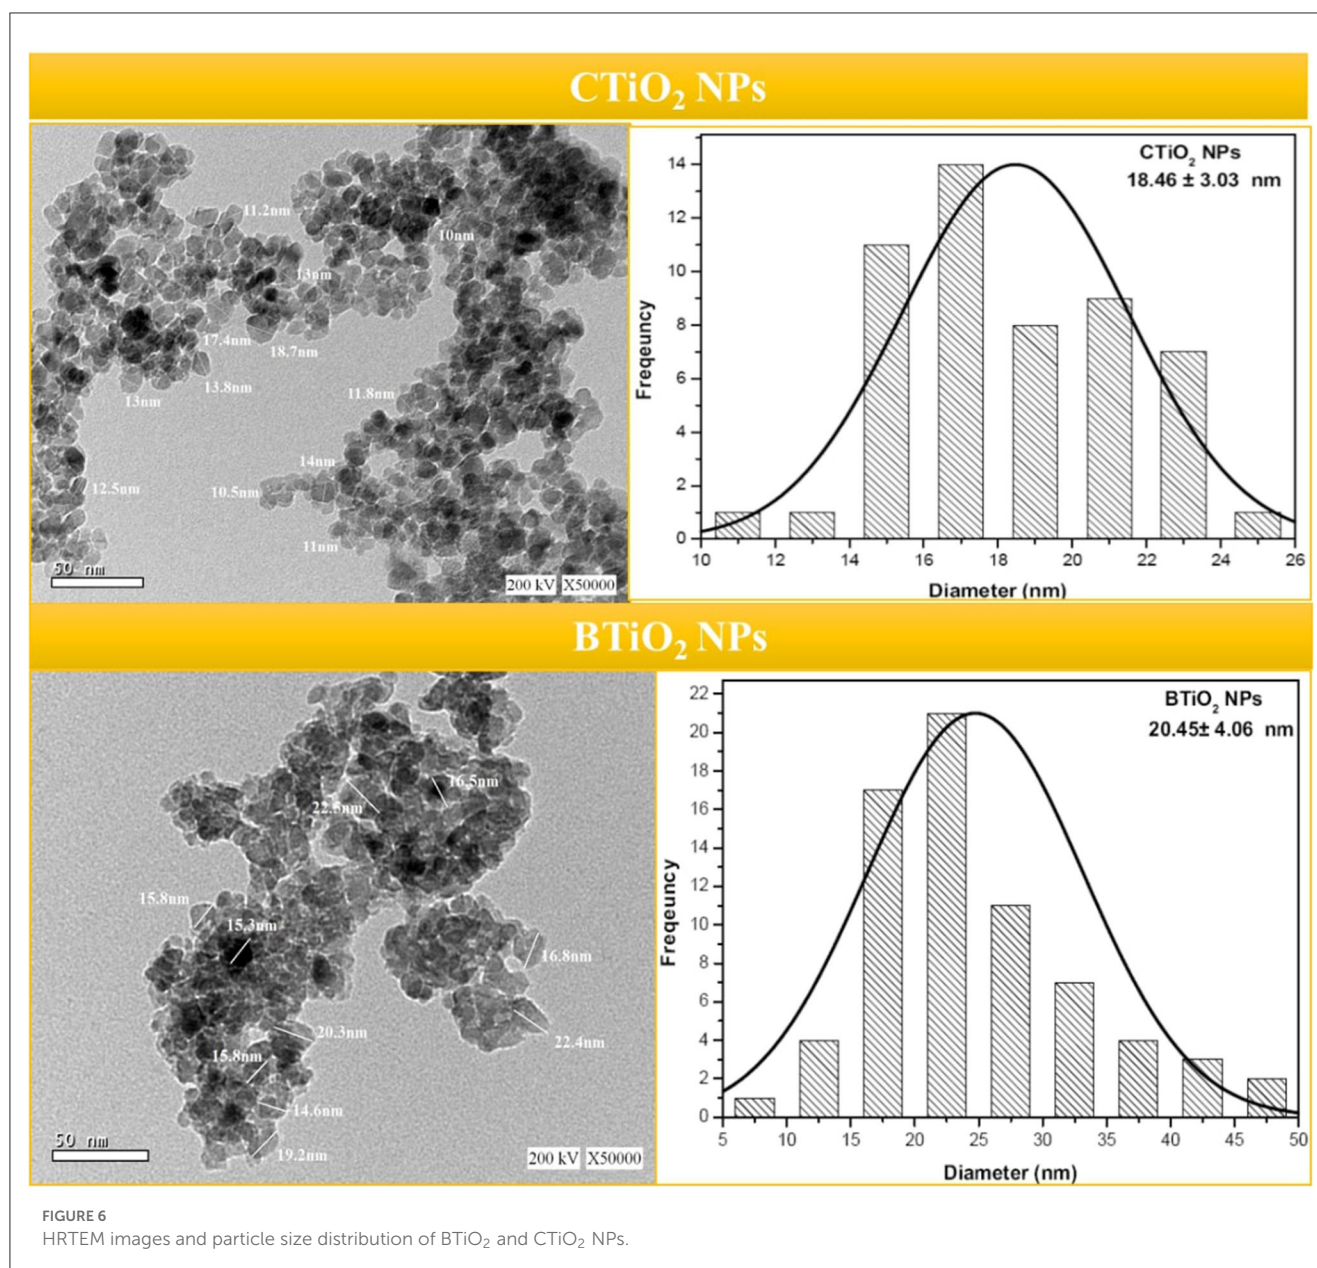 CTiO₂ NPs
11.2nm
10nm
13nm
17.4nm
18.7nm
13.8nm
13nm
11.8nm
14nm
12.5nm
10.5nm
11nm
50 nm
200 kV X50000
CTiO₂ NPs
18.46 ± 3.03 nm
Freqeuncy
14
12
10
8
6
4
2
0
10 12 14 16 18 20 22 24 26
Diameter (nm)
BTiO₂ NPs
16.5nm
22.6nm
15.8nm
15.3nm
16.8nm
20.3nm
22.4nm
15.8nm
14.6nm
19.2nm
50 nm
200 kV X50000
BTiO₂ NPs
20.45± 4.06 nm
Freqeuncy
22
20
18
16
14
12
10
8
6
4
2
0
5 10 15 20 25 30 35 40 45 50
Diameter (nm)
FIGURE 6
HRTEM images and particle size distribution of BTiO₂ and CTiO₂ NPs.